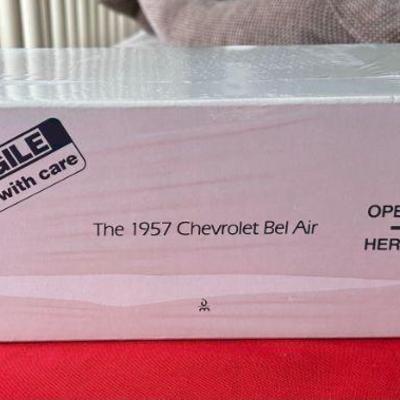 GILE
with care
The 1957 Chevrolet Bel Air
OPE
HER